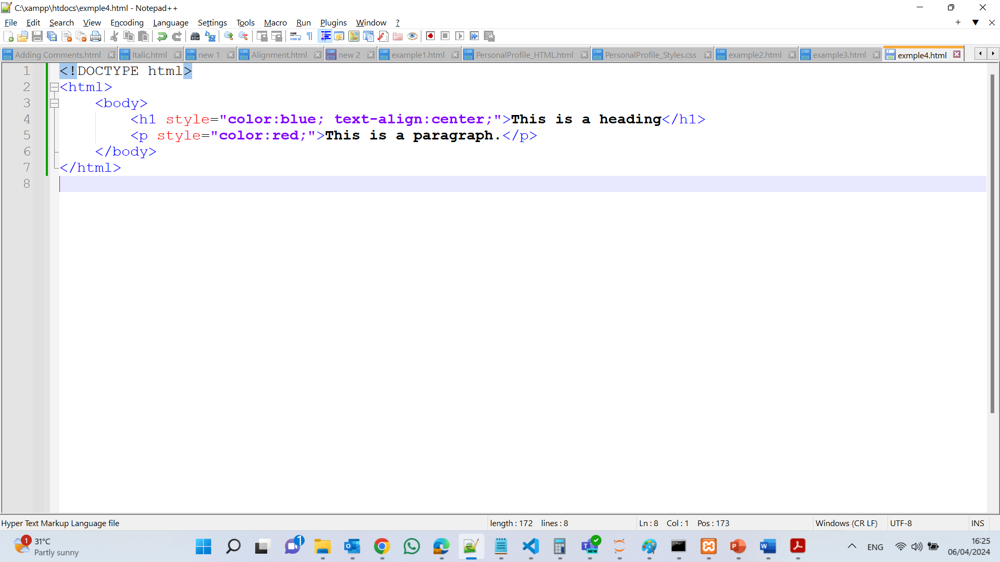 C:\xampp\htdocs\exmple4.html - Notepad++
File Edit Search View Encoding Language Settings Tools Macro Run Plugins Window ?
Adding Comments.html Italic.html new 1 Alignment.html new 2 example1.html PersonalProfile_HTML.html PersonalProfile_Styles.css example2.html example3.html exmple4.html
1 <!DOCTYPE html>
2 <html>
3 <body>
4 <h1 style="color:blue; text-align:center;">This is a heading</h1>
5 <p style="color:red;">This is a paragraph.</p>
6 </body>
7 </html>
8
Hyper Text Markup Language file length : 172 lines : 8 Ln : 8 Col : 1 Pos : 173 Windows (CR LF) UTF-8 INS
1 31°C
Partly sunny
1
NEW
ENG
16:25
06/04/2024